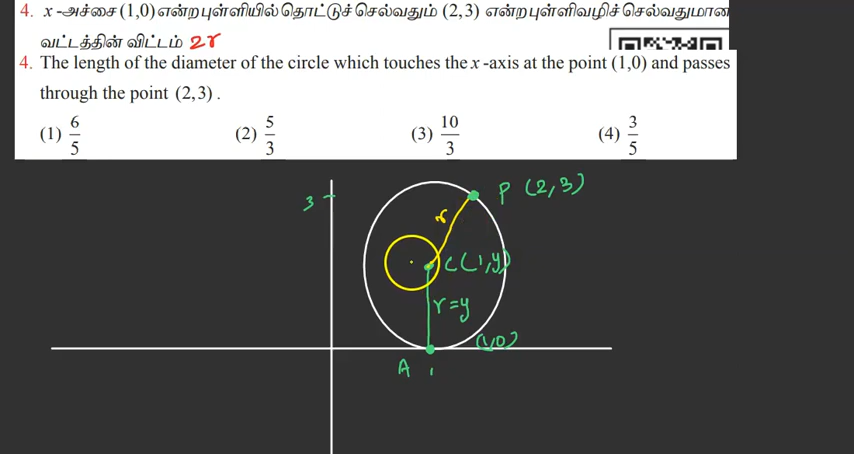 4. x-அச்சை (1,0) என்ற புள்ளியில் தொட்டுச் செல்வதும் (2,3) என்ற புள்ளிவழிச் செல்வதுமான
வட்டத்தின் விட்டம் 2r
4. The length of the diameter of the circle which touches the x-axis at the point (1,0) and passes
through the point (2,3).
(1) 6/5 (2) 5/3 (3) 10/3 (4) 3/5
3 P (2, 3)
r
C(1,y)
r=y
(1,0)
A 1